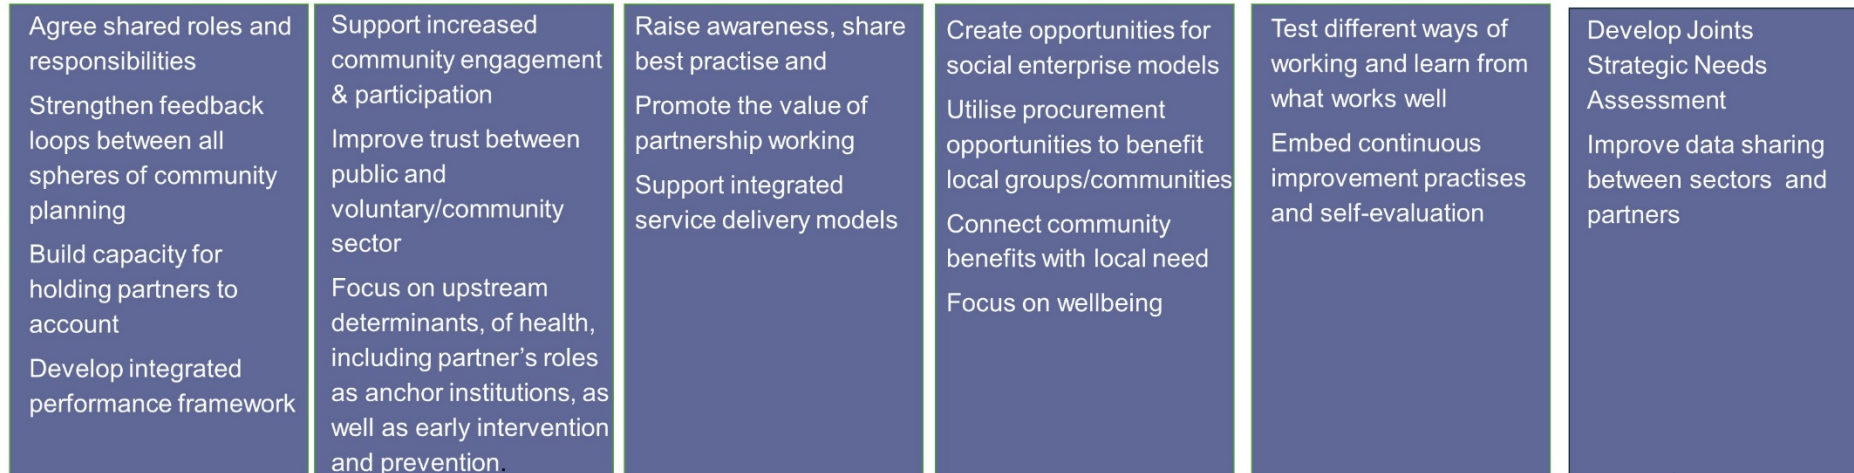 Agree shared roles and
responsibilities
Strengthen feedback
loops between all
spheres of community
planning
Build capacity for
holding partners to
account
Develop integrated
performance framework
Support increased
community engagement
& participation
Improve trust between
public and
voluntary/community
sector
Focus on upstream
determinants, of health,
including partner’s roles
as anchor institutions, as
well as early intervention
and prevention.
Raise awareness, share
best practise and
Promote the value of
partnership working
Support integrated
service delivery models
Create opportunities for
social enterprise models
Utilise procurement
opportunities to benefit
local groups/communities
Connect community
benefits with local need
Focus on wellbeing
Test different ways of
working and learn from
what works well
Embed continuous
improvement practises
and self-evaluation
Develop Joints
Strategic Needs
Assessment
Improve data sharing
between sectors and
partners